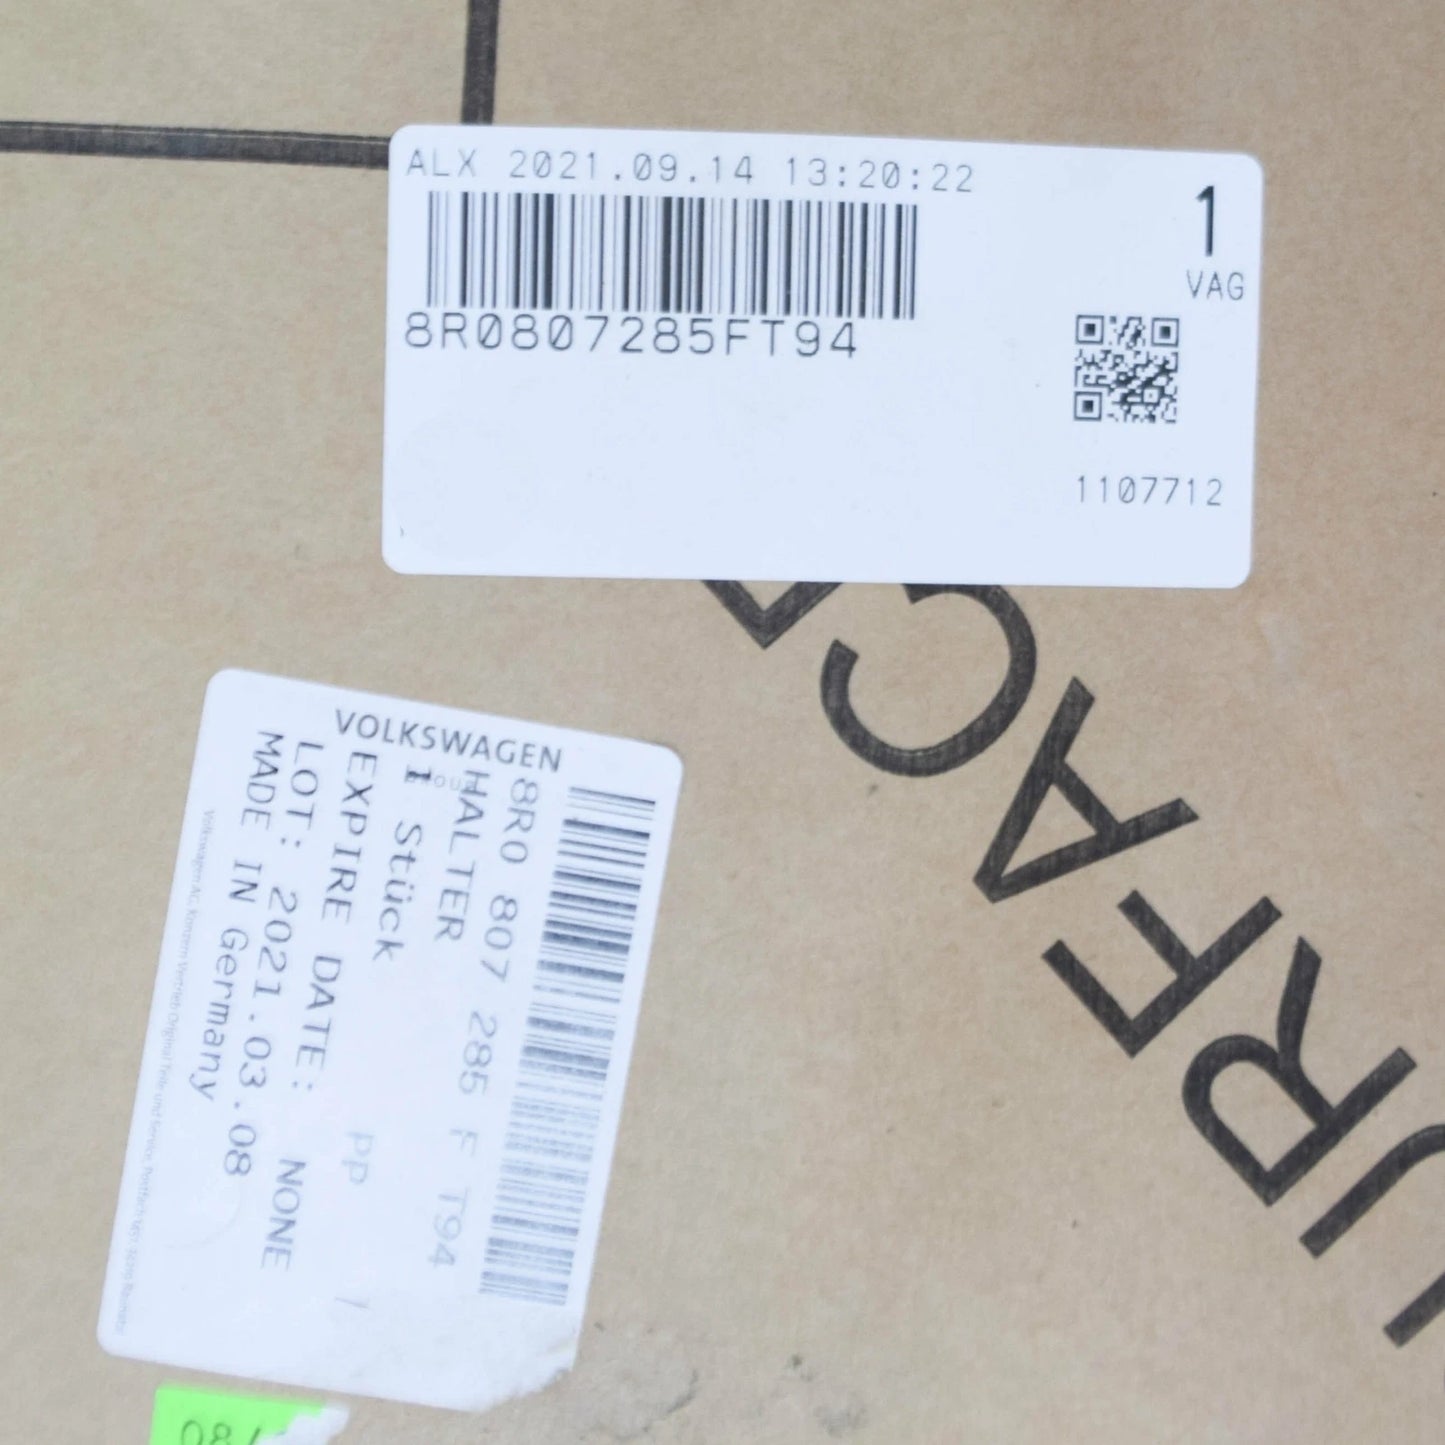 ALX 2021.09.14 13:20:22
1
VAG
8R0807285FT94
1107712
VOLKSWAGEN
8R0 807 285 F T94
HALTER
1 Stück
PP
EXPIRE DATE: NONE
LOT: 2021.03.08
MADE IN Germany